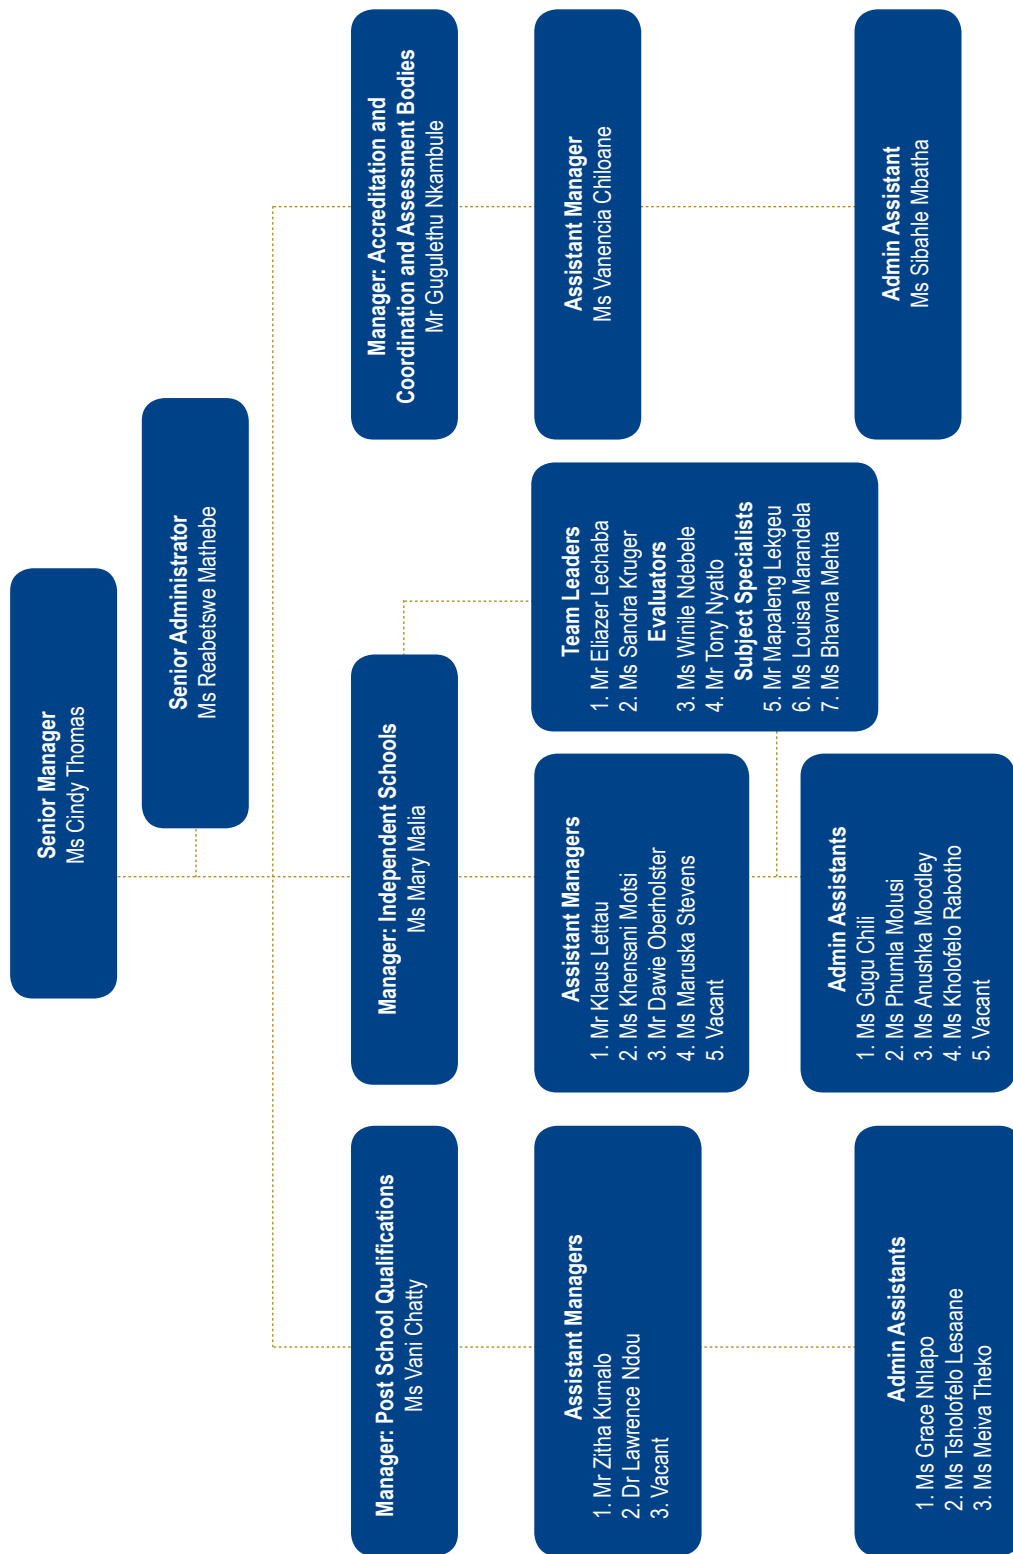 Senior Manager
Ms Cindy Thomas
Senior Administrator
Ms Reabetswe Mathebe
Manager: Post School Qualifications
Ms Vani Chatty
Manager: Independent Schools
Ms Mary Malia
Manager: Accreditation and
Coordination and Assessment Bodies
Mr Gugulethu Nkambule
Assistant Managers
1. Mr Zitha Kumalo
2. Dr Lawrence Ndou
3. Vacant
Assistant Managers
1. Mr Klaus Lettau
2. Ms Khensani Motsi
3. Mr Dawie Oberholster
4. Ms Maruska Stevens
5. Vacant
Team Leaders
1. Mr Eliazer Lechaba
2. Ms Sandra Kruger
Evaluators
3. Ms Winile Ndebele
4. Mr Tony Nyatlo
Subject Specialists
5. Mr Mapaleng Lekgeu
6. Ms Louisa Marandela
7. Ms Bhavna Mehta
Assistant Manager
Ms Vanencia Chiloane
Admin Assistants
1. Ms Grace Nhlapo
2. Ms Tsholofelo Lesaane
3. Ms Meiva Theko
Admin Assistants
1. Ms Gugu Chili
2. Ms Phumla Molusi
3. Ms Anushka Moodley
4. Ms Kholofelo Rabotho
5. Vacant
Admin Assistant
Ms Sibahle Mbatha